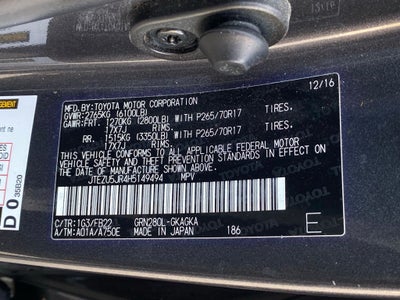 12/16
MFD.BY:TOYOTA MOTOR CORPORATION
GVWR:2765KG (6100LB)
GAWR:FRT. 1270KG (2800LB) WITH P265/70R17 TIRES.
17x7J
RR. 1515KG (3350LB) WITH P265/70R17 TIRES.
17x7J
THIS VEHICLE CONFORMS TO ALL APPLICABLE FEDERAL MOTOR
VEHICLE SAFETY AND THEFT PREVENTION STANDARDS IN EFFECT
ON THE DATE OF MANUFACTURE SHOWN ABOVE.
JTEZU5JR4H5149494 MPV
C/TR:1G3/FB22 GRN280L-GKAGKA
A/TM:A01A/A750E MADE IN JAPAN 186
E
D0
35B20